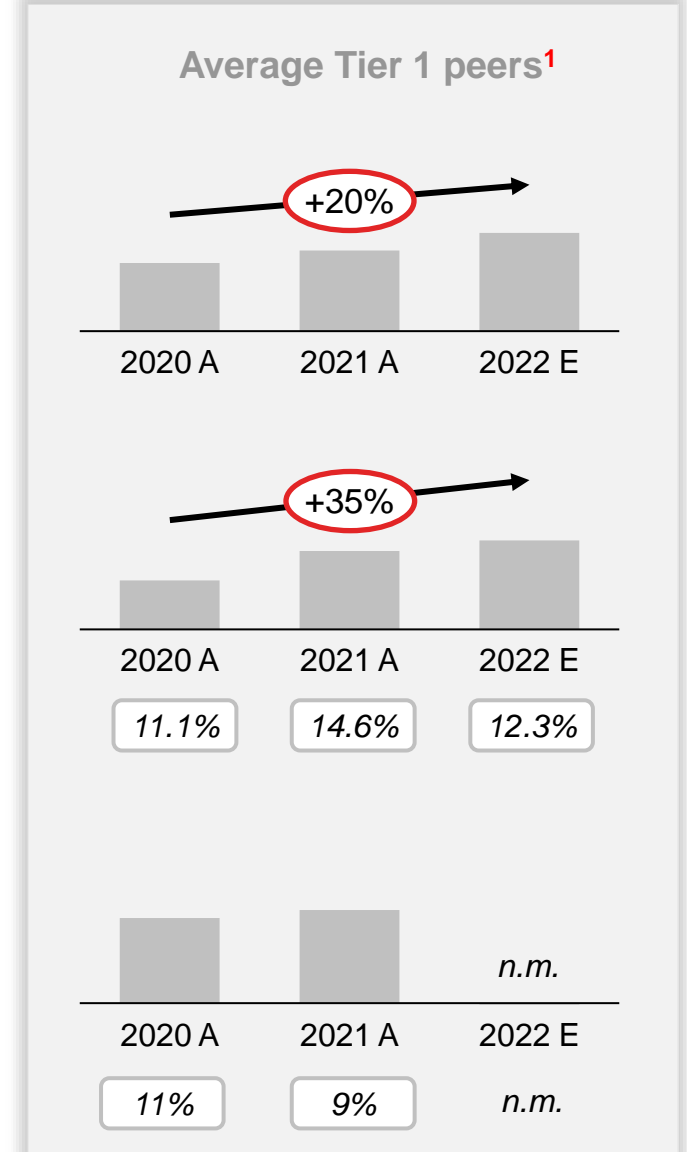 Average Tier 1 peers1
+20%
2020 A 2021 A 2022 E
+35%
2020 A 2021 A 2022 E
11.1% 14.6% 12.3%
n.m.
2020 A 2021 A 2022 E
11% 9% n.m.